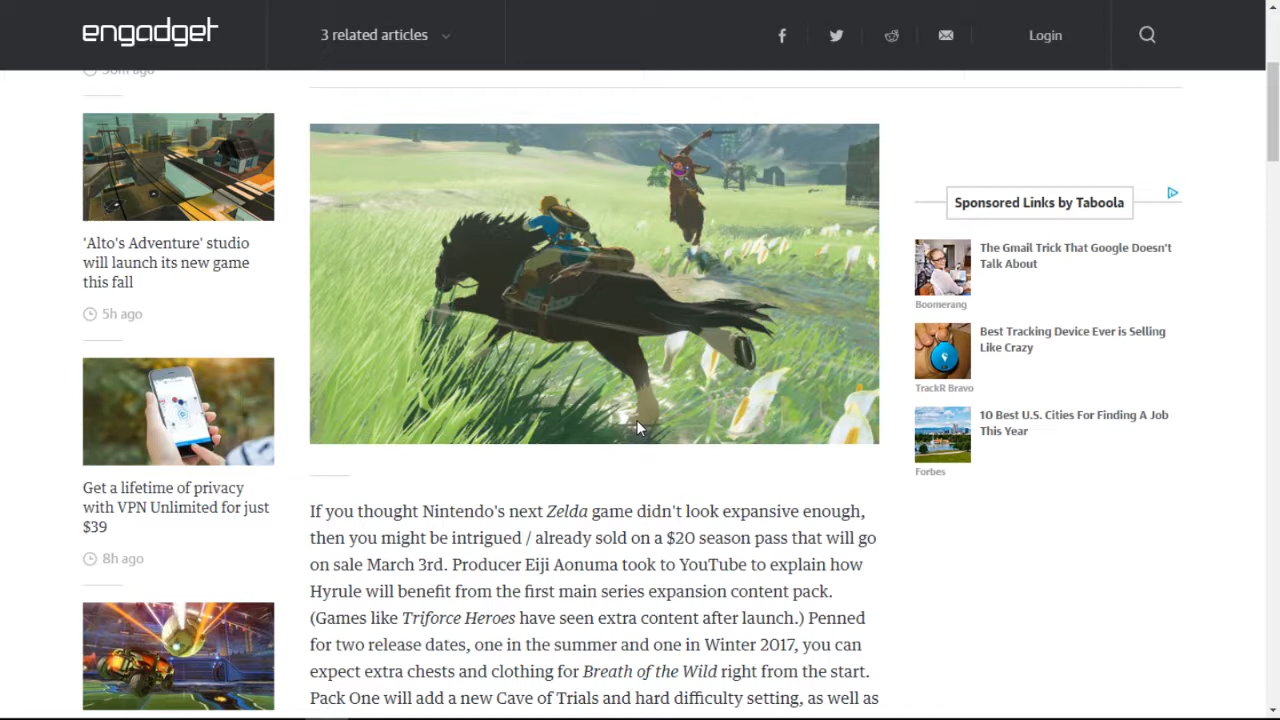 engadget
3 related articles
Login
30m ago
'Alto's Adventure' studio
will launch its new game
this fall
5h ago
Get a lifetime of privacy
with VPN Unlimited for just
$39
8h ago
If you thought Nintendo's next Zelda game didn't look expansive enough,
then you might be intrigued / already sold on a $20 season pass that will go
on sale March 3rd. Producer Eiji Aonuma took to YouTube to explain how
Hyrule will benefit from the first main series expansion content pack.
(Games like Triforce Heroes have seen extra content after launch.) Penned
for two release dates, one in the summer and one in Winter 2017, you can
expect extra chests and clothing for Breath of the Wild right from the start.
Pack One will add a new Cave of Trials and hard difficulty setting, as well as
Sponsored Links by Taboola
The Gmail Trick That Google Doesn't
Talk About
Boomerang
Best Tracking Device Ever is Selling
Like Crazy
TrackR Bravo
10 Best U.S. Cities For Finding A Job
This Year
Forbes